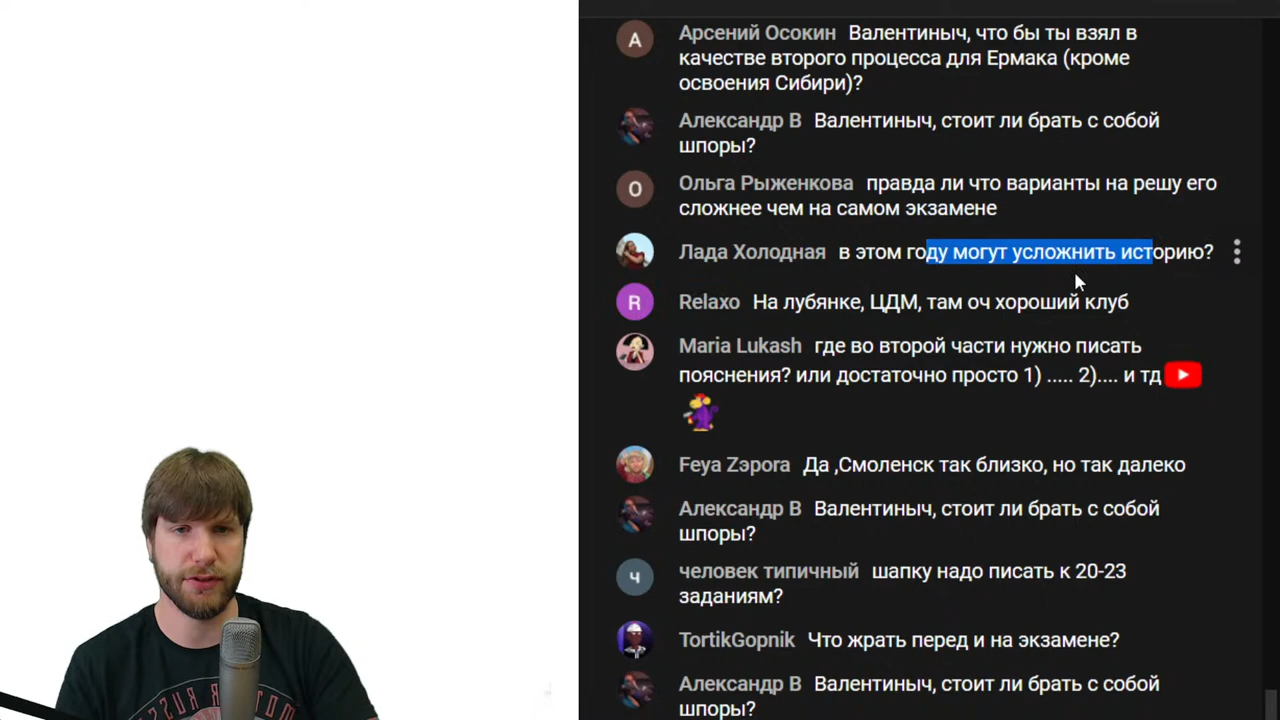 А Арсений Осокин Валентиныч, что бы ты взял в
качестве второго процесса для Ермака (кроме
освоения Сибири)?
Александр В Валентиныч, стоит ли брать с собой
шпоры?
О Ольга Рыженкова правда ли что варианты на решу его
сложнее чем на самом экзамене
Лада Холодная в этом году могут усложнить историю?
R Relaxo На лубянке, ЦДМ, там оч хороший клуб
Maria Lukash где во второй части нужно писать
пояснения? или достаточно просто 1) ..... 2).... и тд
Feya Zэpora Да ,Смоленск так близко, но так далеко
Александр В Валентиныч, стоит ли брать с собой
шпоры?
ч человек типичный шапку надо писать к 20-23
заданиям?
TortikGopnik Что жрать перед и на экзамене?
Александр В Валентиныч, стоит ли брать с собой
шпоры?